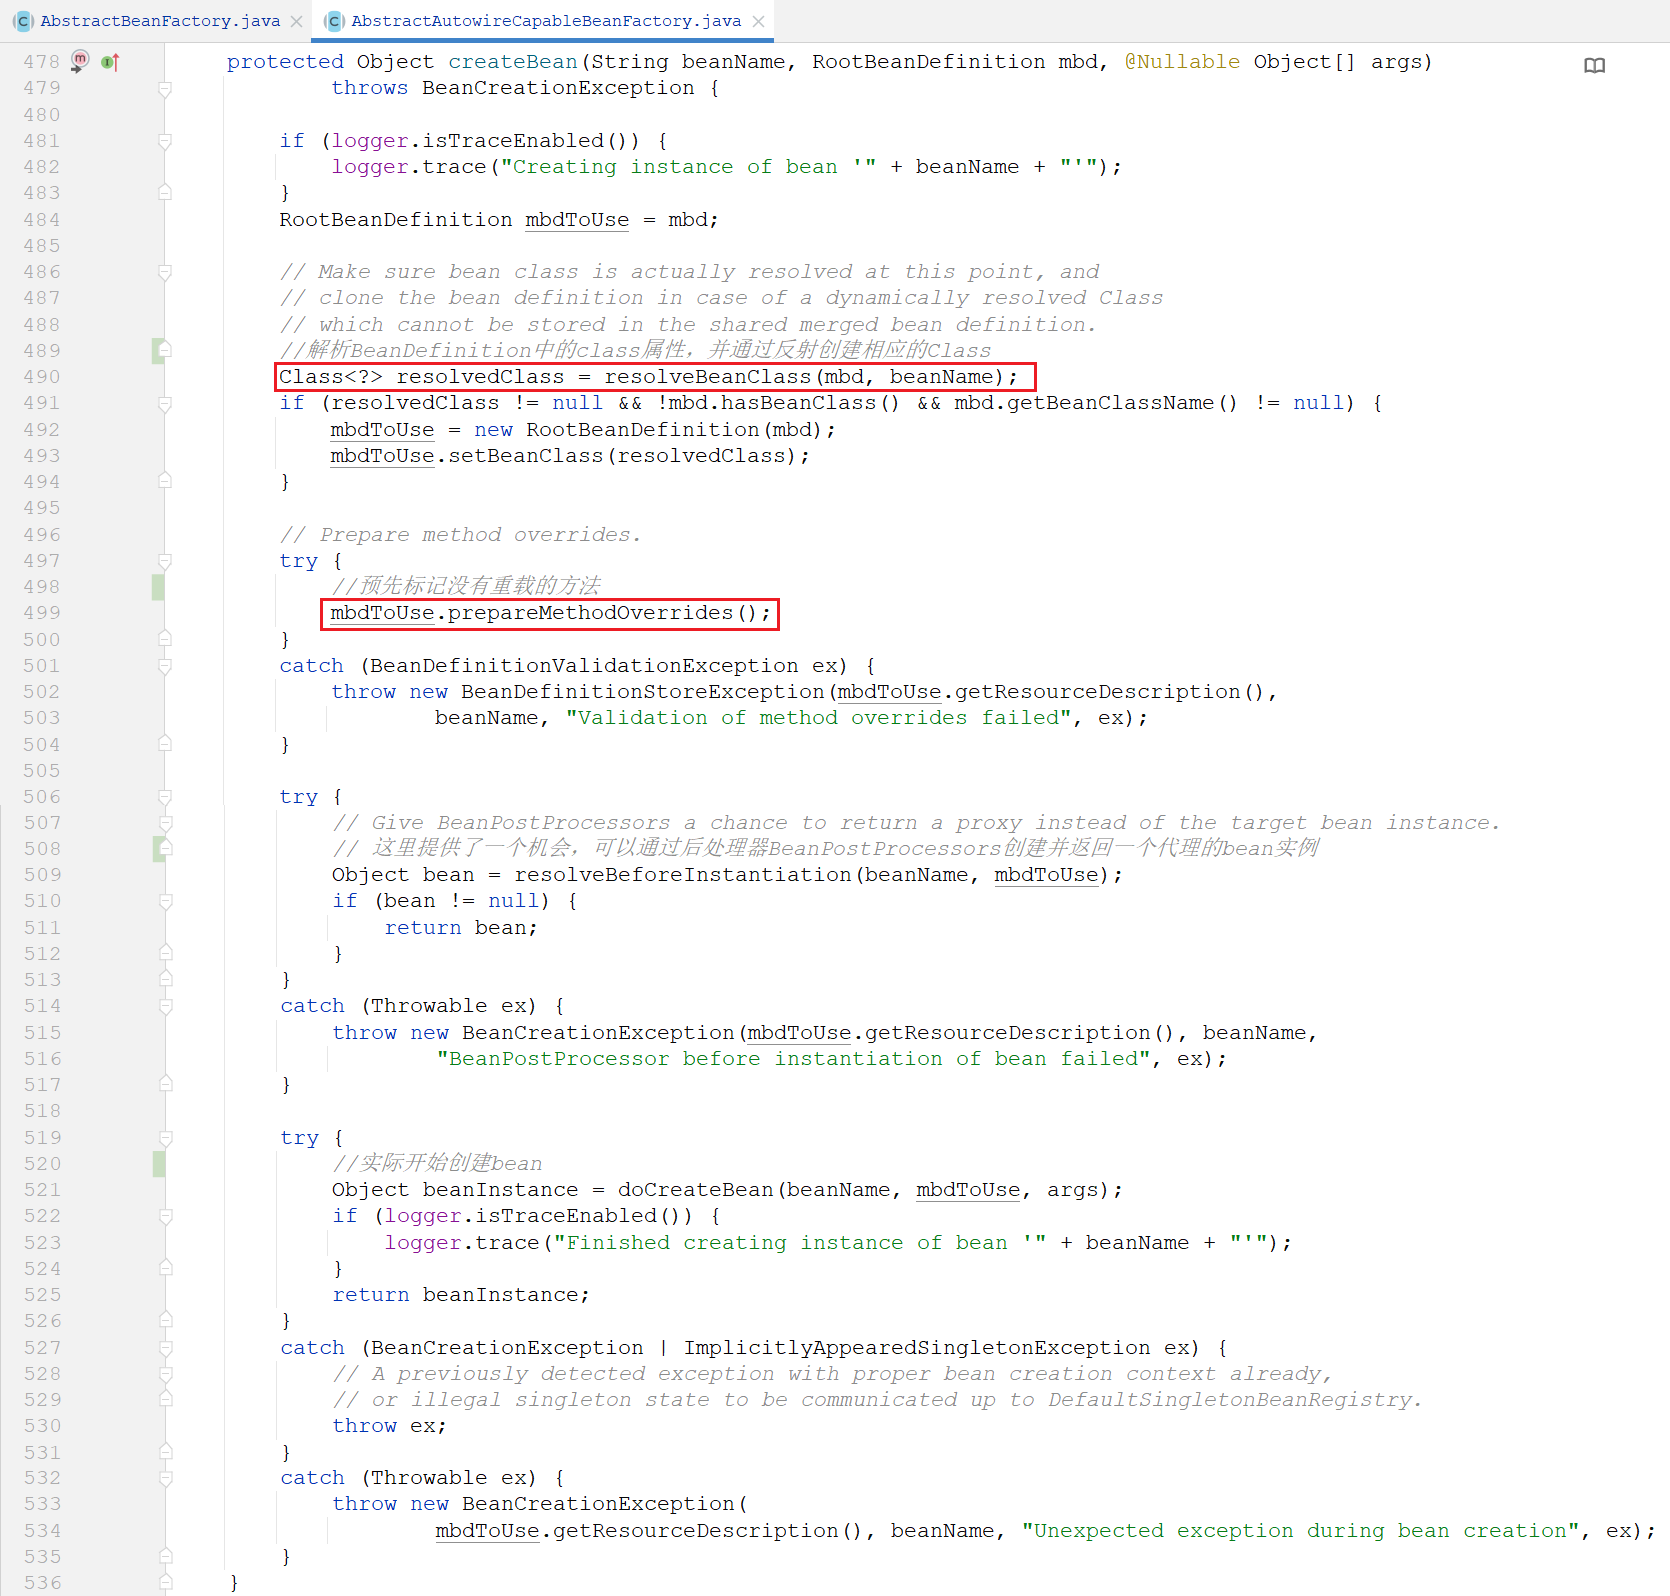 AbstractBeanFactory.java AbstractAutowireCapableBeanFactory.java
478 protected Object createBean(String beanName, RootBeanDefinition mbd, @Nullable Object[] args)
479 throws BeanCreationException {
480
481 if (logger.isTraceEnabled()) {
482 logger.trace("Creating instance of bean '" + beanName + "'");
483 }
484 RootBeanDefinition mbdToUse = mbd;
485
486 // Make sure bean class is actually resolved at this point, and
487 // clone the bean definition in case of a dynamically resolved Class
488 // which cannot be stored in the shared merged bean definition.
489 //解析BeanDefinition中的class属性，并通过反射创建相应的Class
490 Class<?> resolvedClass = resolveBeanClass(mbd, beanName);
491 if (resolvedClass != null && !mbd.hasBeanClass() && mbd.getBeanClassName() != null) {
492 mbdToUse = new RootBeanDefinition(mbd);
493 mbdToUse.setBeanClass(resolvedClass);
494 }
495
496 // Prepare method overrides.
497 try {
498 //预先标记没有重载的方法
499 mbdToUse.prepareMethodOverrides();
500 }
501 catch (BeanDefinitionValidationException ex) {
502 throw new BeanDefinitionStoreException(mbdToUse.getResourceDescription(),
503 beanName, "Validation of method overrides failed", ex);
504 }
505
506 try {
507 // Give BeanPostProcessors a chance to return a proxy instead of the target bean instance.
508 // 这里提供了一个机会，可以通过后处理器BeanPostProcessors创建并返回一个代理的bean实例
509 Object bean = resolveBeforeInstantiation(beanName, mbdToUse);
510 if (bean != null) {
511 return bean;
512 }
513 }
514 catch (Throwable ex) {
515 throw new BeanCreationException(mbdToUse.getResourceDescription(), beanName,
516 "BeanPostProcessor before instantiation of bean failed", ex);
517 }
518
519 try {
520 //实际开始创建bean
521 Object beanInstance = doCreateBean(beanName, mbdToUse, args);
522 if (logger.isTraceEnabled()) {
523 logger.trace("Finished creating instance of bean '" + beanName + "'");
524 }
525 return beanInstance;
526 }
527 catch (BeanCreationException | ImplicitlyAppearedSingletonException ex) {
528 // A previously detected exception with proper bean creation context already,
529 // or illegal singleton state to be communicated up to DefaultSingletonBeanRegistry.
530 throw ex;
531 }
532 catch (Throwable ex) {
533 throw new BeanCreationException(
534 mbdToUse.getResourceDescription(), beanName, "Unexpected exception during bean creation", ex);
535 }
536 }